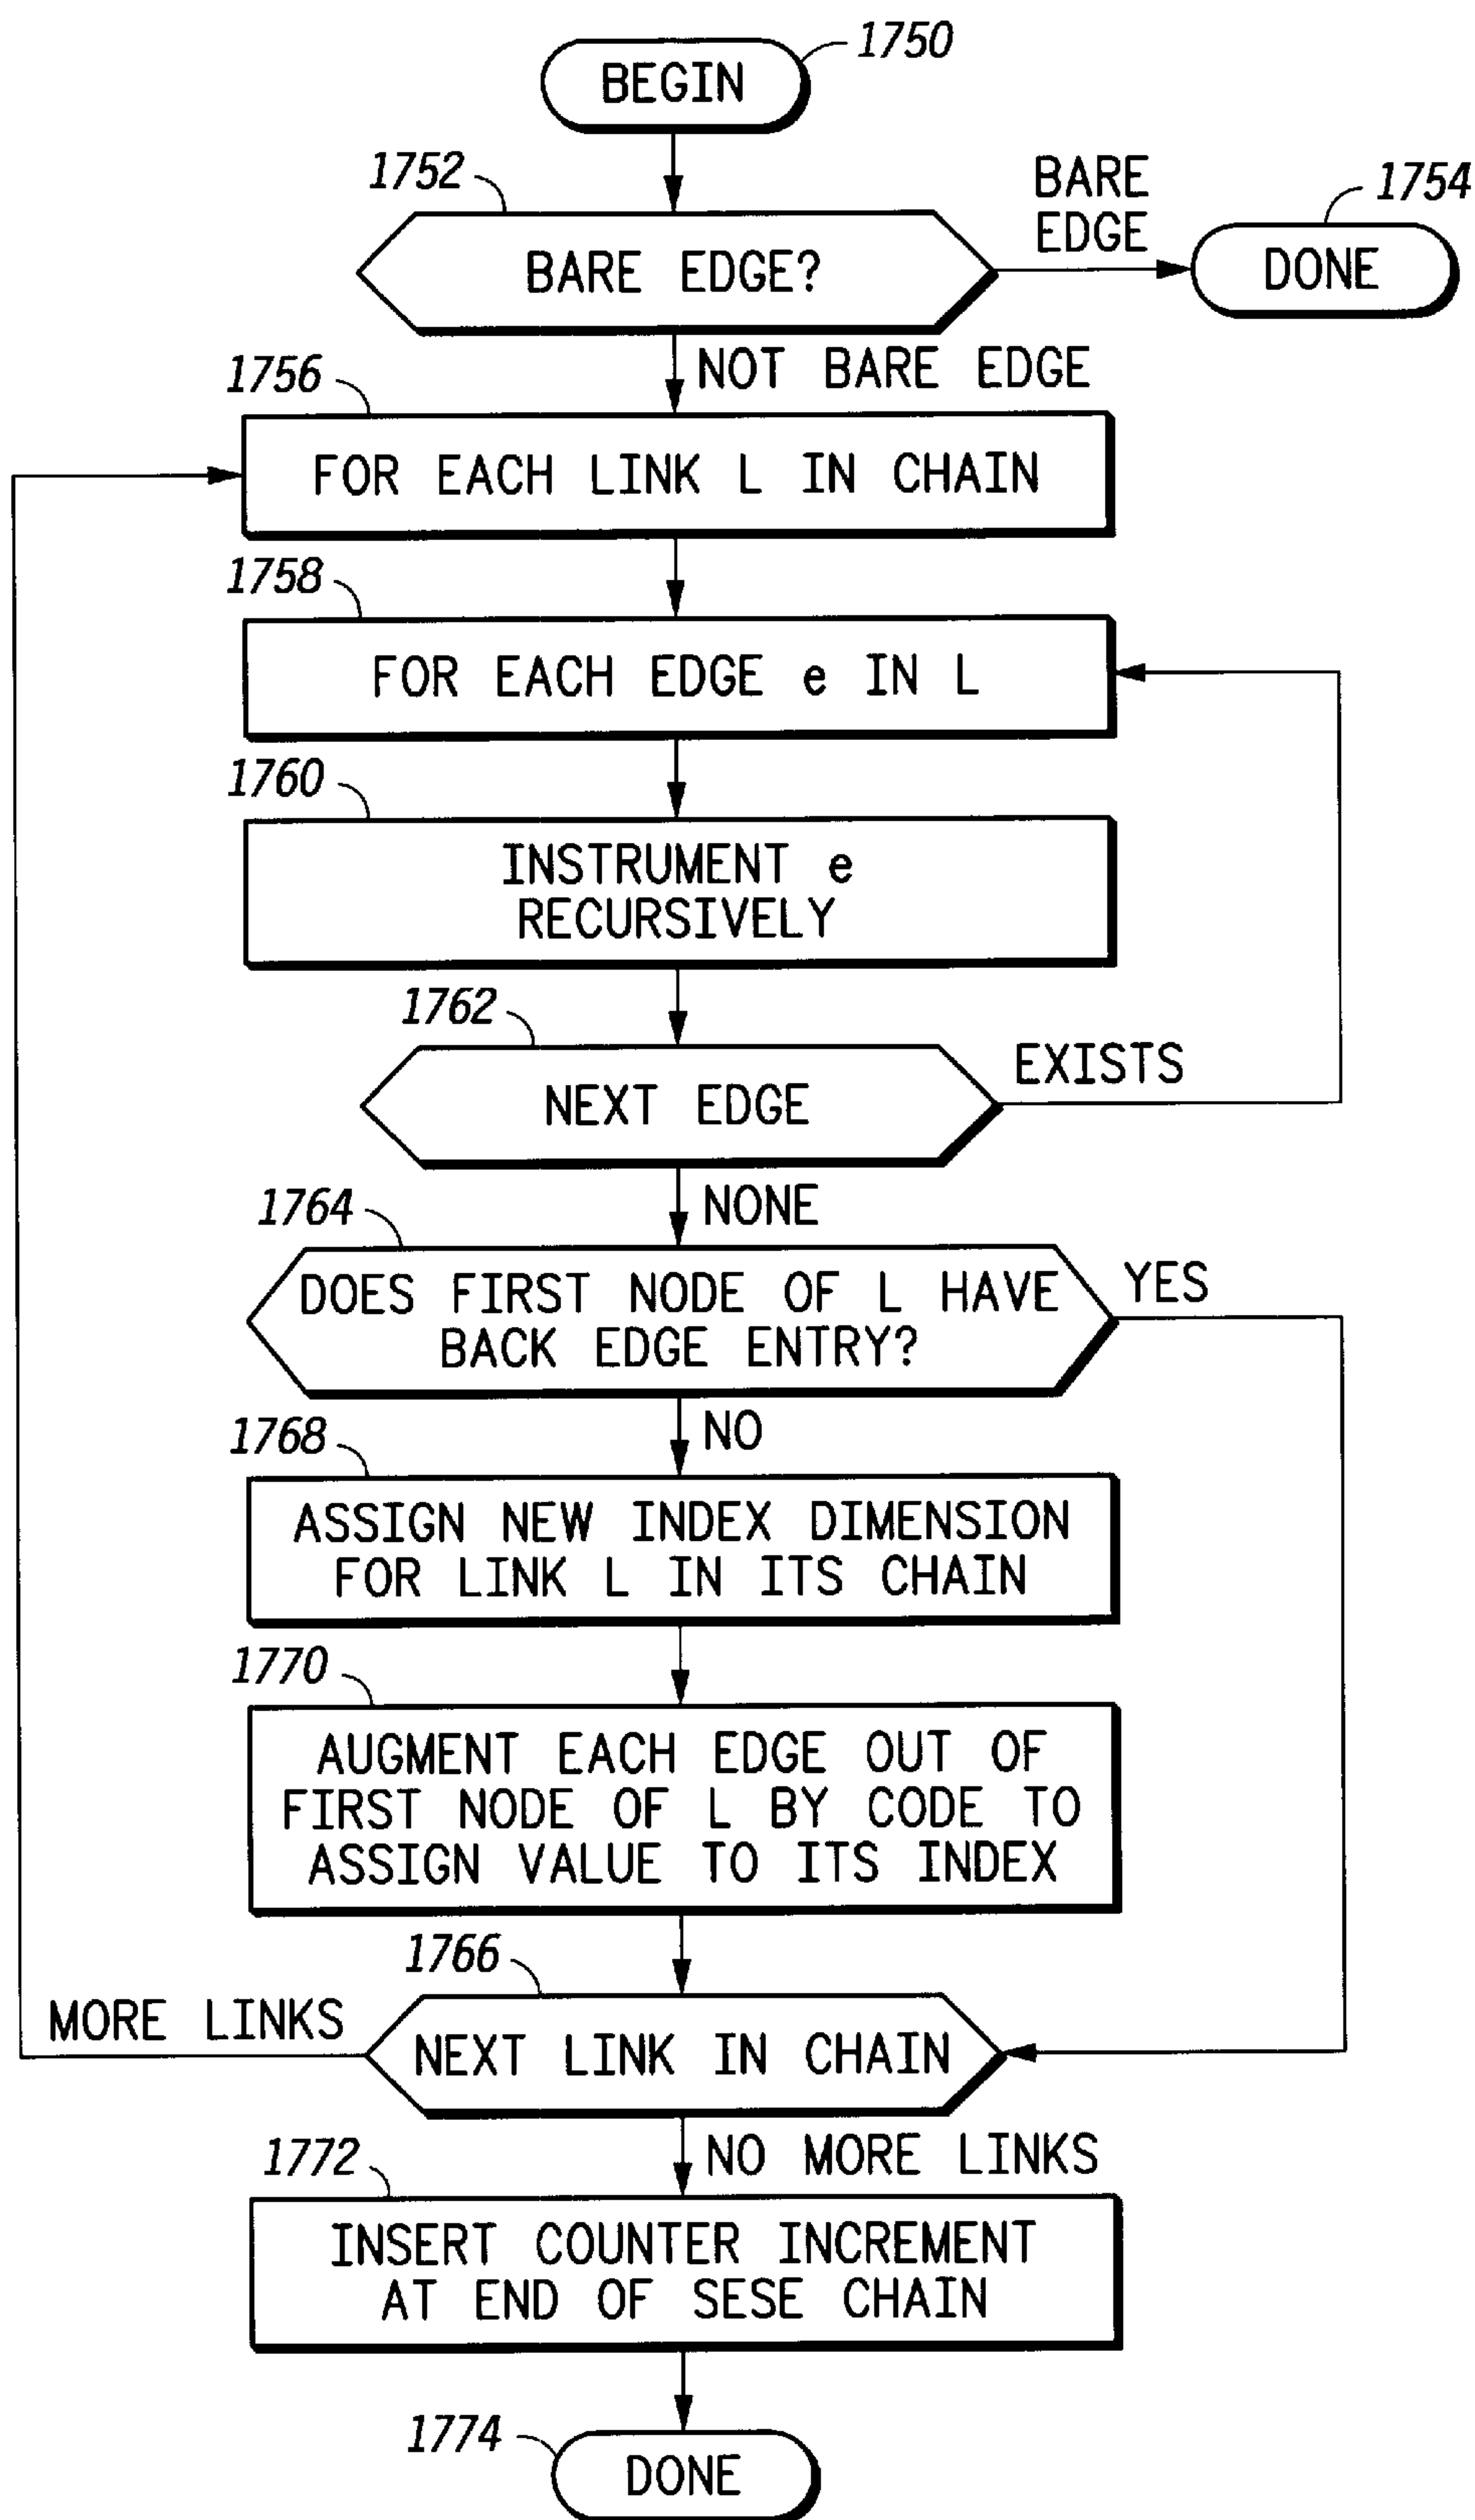 1750
BEGIN
1752
BARE
EDGE
1754
BARE EDGE?
DONE
NOT BARE EDGE
1756
FOR EACH LINK L IN CHAIN
1758
FOR EACH EDGE e IN L
1760
INSTRUMENT e
RECURSIVELY
1762
NEXT EDGE
EXISTS
NONE
1764
DOES FIRST NODE OF L HAVE
BACK EDGE ENTRY?
YES
NO
1768
ASSIGN NEW INDEX DIMENSION
FOR LINK L IN ITS CHAIN
1770
AUGMENT EACH EDGE OUT OF
FIRST NODE OF L BY CODE TO
ASSIGN VALUE TO ITS INDEX
1766
MORE LINKS
NEXT LINK IN CHAIN
NO MORE LINKS
1772
INSERT COUNTER INCREMENT
AT END OF SESE CHAIN
1774
DONE